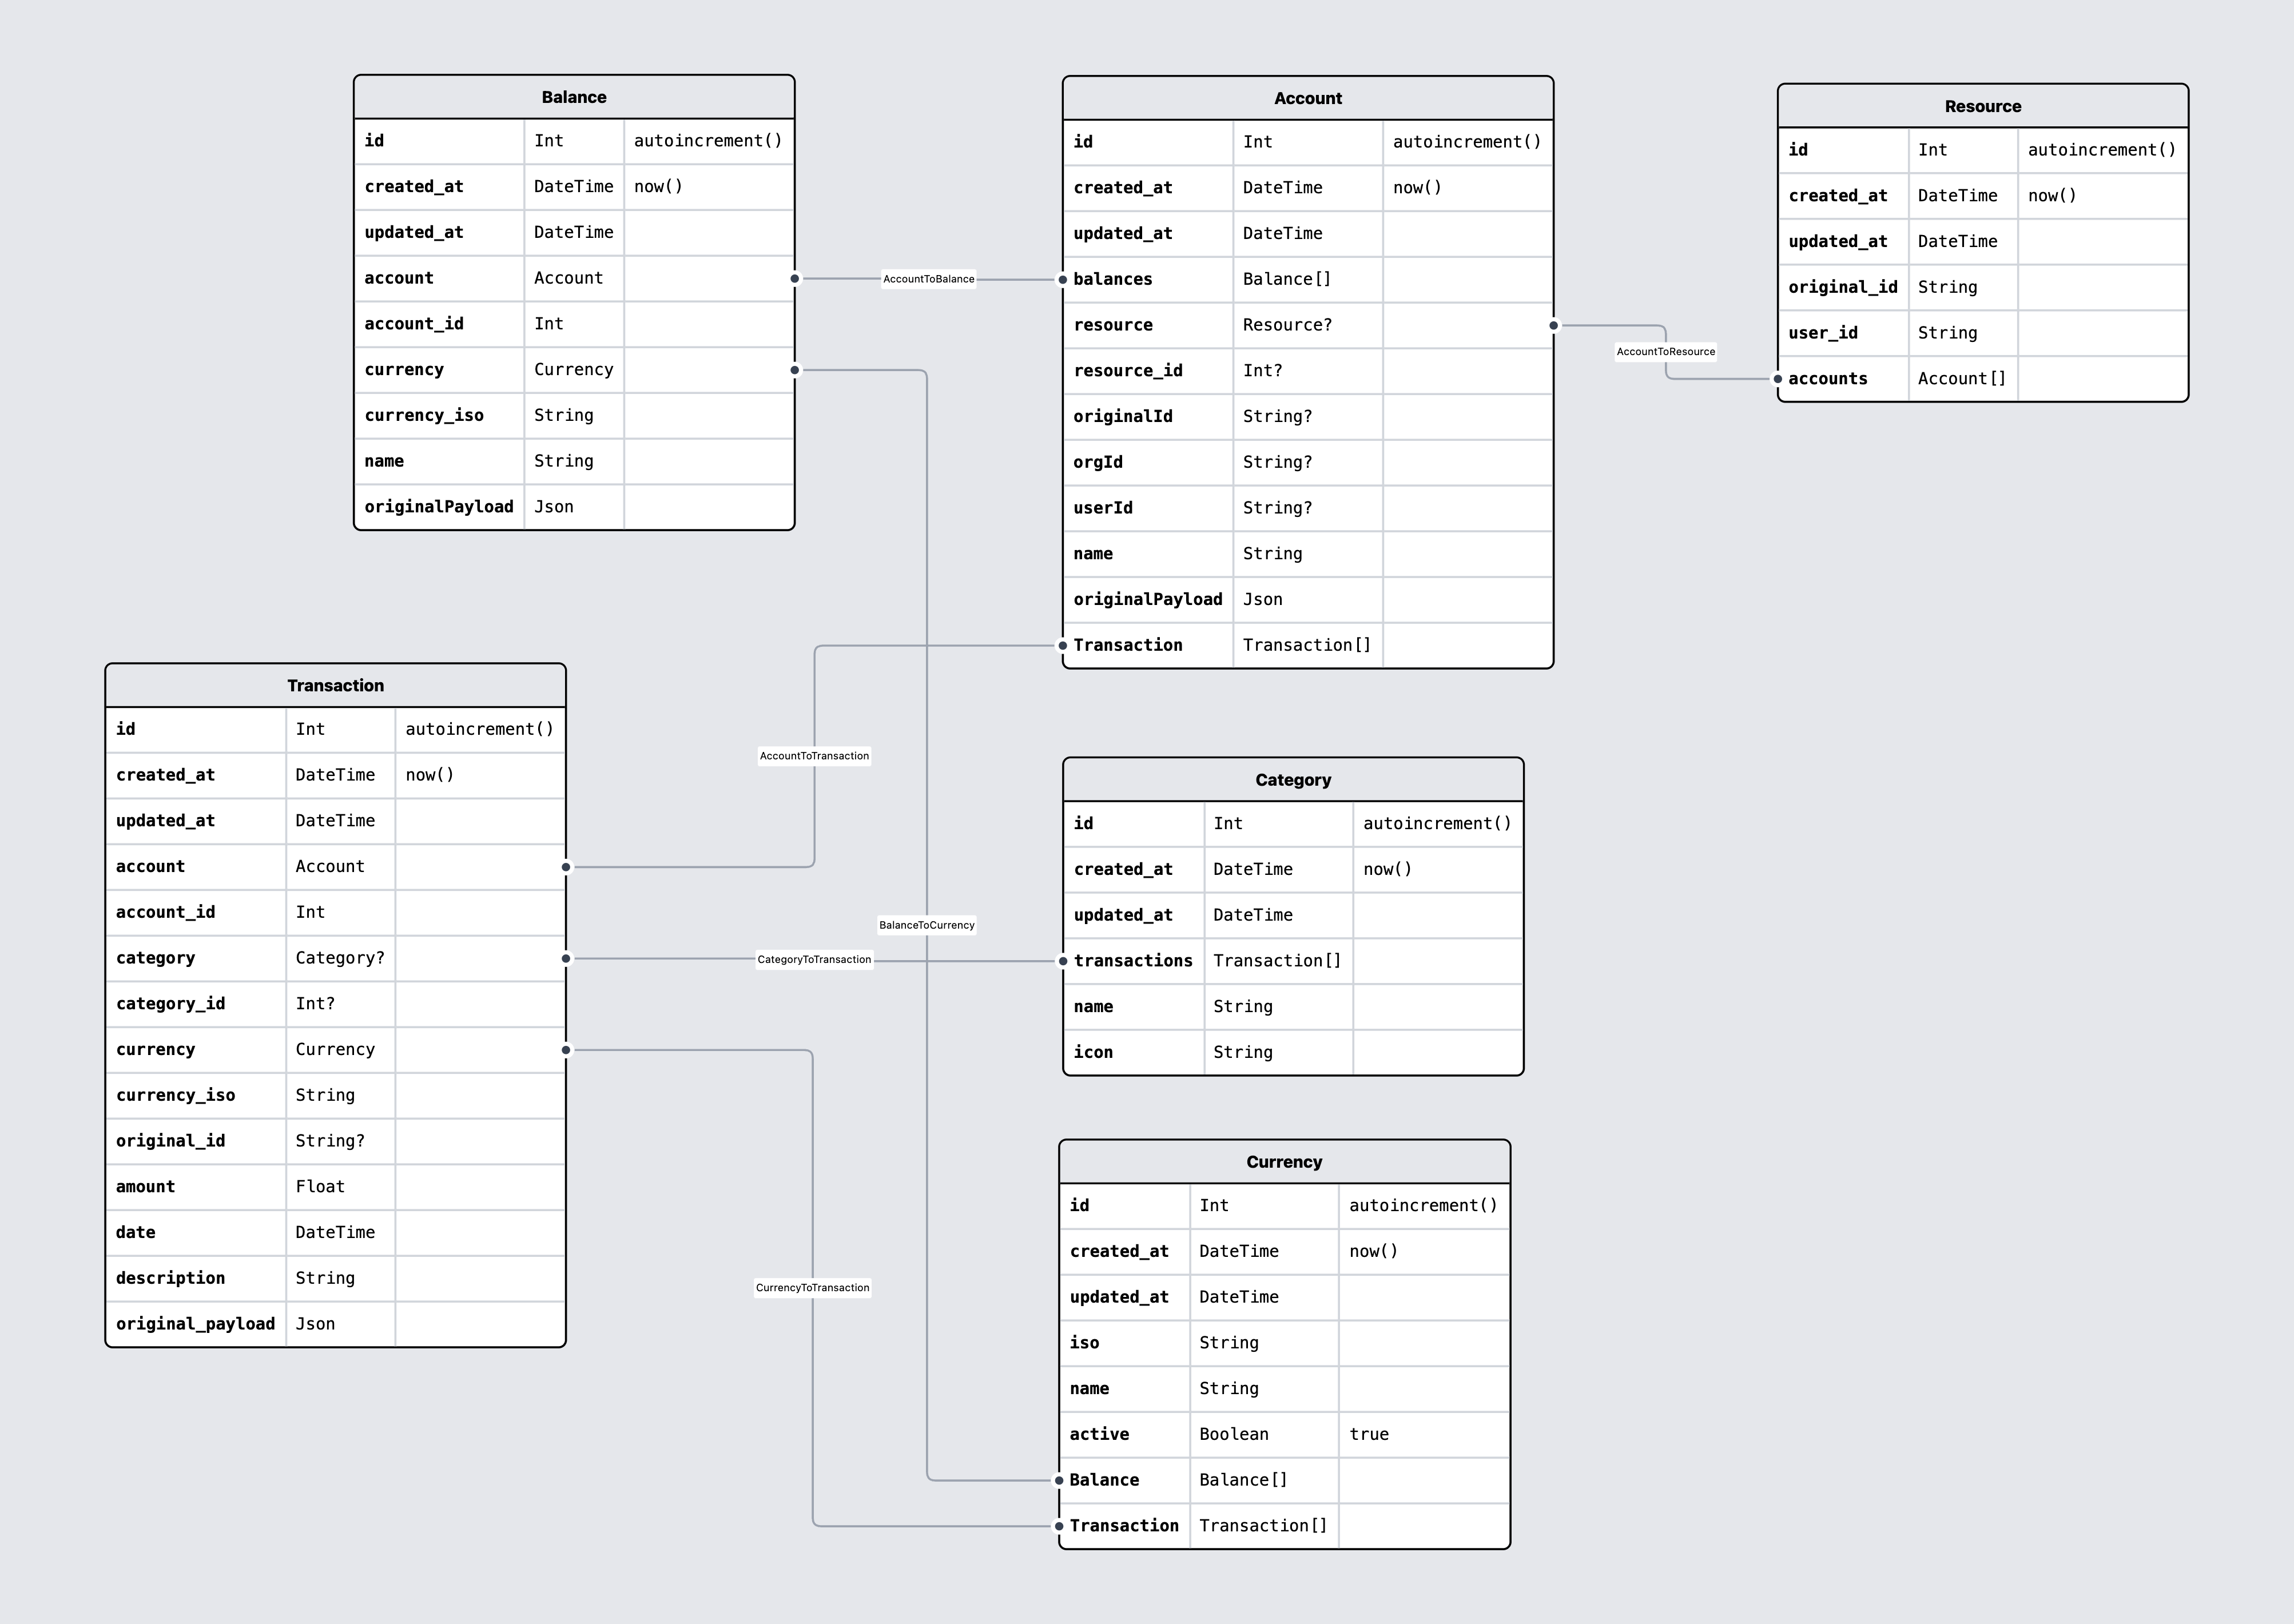 Balance
id Int autoincrement()
created_at DateTime now()
updated_at DateTime
account Account
account_id Int
currency Currency
currency_iso String
name String
originalPayload Json
AccountToBalance
Account
id Int autoincrement()
created_at DateTime now()
updated_at DateTime
balances Balance[]
resource Resource?
resource_id Int?
originalId String?
orgId String?
userId String?
name String
originalPayload Json
Transaction Transaction[]
AccountToResource
Resource
id Int autoincrement()
created_at DateTime now()
updated_at DateTime
original_id String
user_id String
accounts Account[]
Transaction
id Int autoincrement()
created_at DateTime now()
updated_at DateTime
account Account
account_id Int
category Category?
category_id Int?
currency Currency
currency_iso String
original_id String?
amount Float
date DateTime
description String
original_payload Json
AccountToTransaction
BalanceToCurrency
CategoryToTransaction
CurrencyToTransaction
Category
id Int autoincrement()
created_at DateTime now()
updated_at DateTime
transactions Transaction[]
name String
icon String
Currency
id Int autoincrement()
created_at DateTime now()
updated_at DateTime
iso String
name String
active Boolean true
Balance Balance[]
Transaction Transaction[]